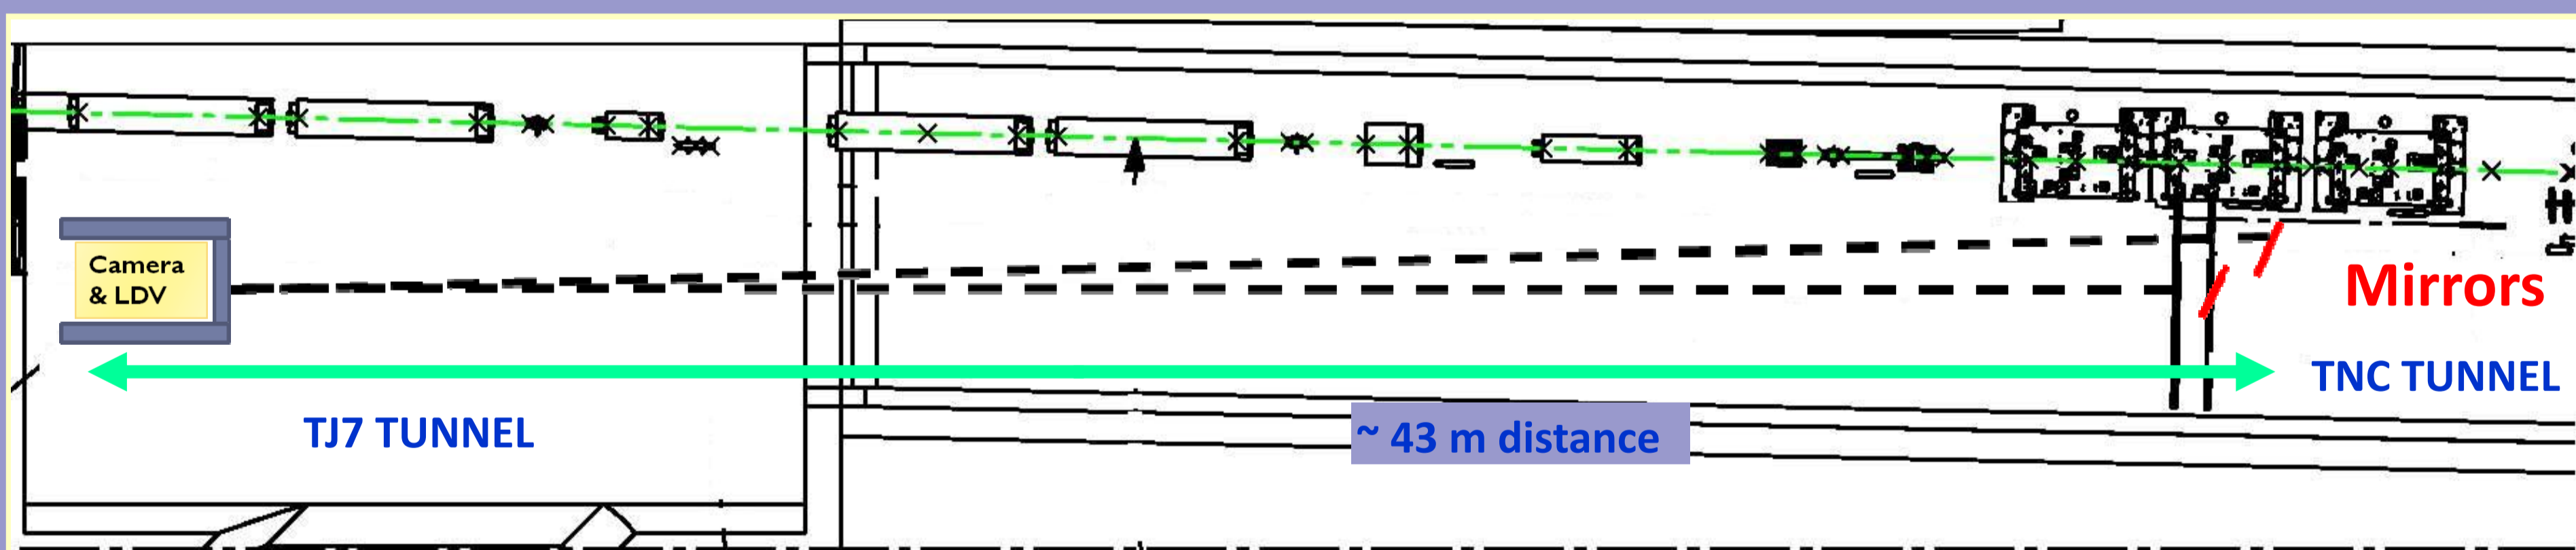 Camera
& LDV
Mirrors
TNC TUNNEL
TJ7 TUNNEL
~ 43 m distance